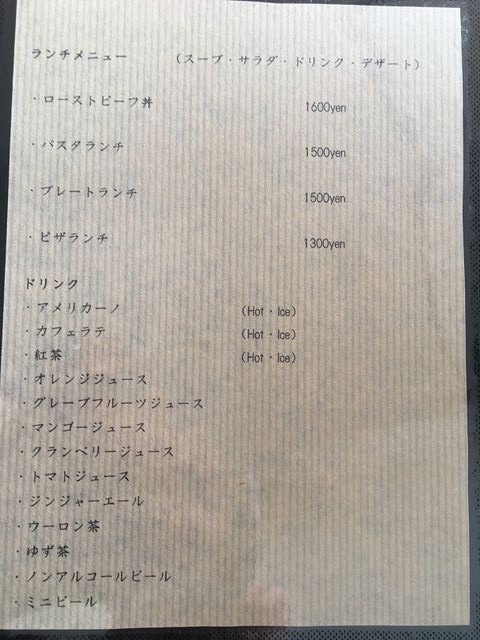 ランチメニュー （スープ・サラダ・ドリンク・デザート）
・ローストビーフ丼 1600yen
・パスタランチ 1500yen
・プレートランチ 1500yen
・ピザランチ 1300yen
ドリンク
・アメリカーノ （Hot・Ice）
・カフェラテ （Hot・Ice）
・紅茶 （Hot・Ice）
・オレンジジュース
・グレープフルーツジュース
・マンゴージュース
・クランベリージュース
・トマトジュース
・ジンジャーエール
・ウーロン茶
・ゆず茶
・ノンアルコールビール
・ミニビール